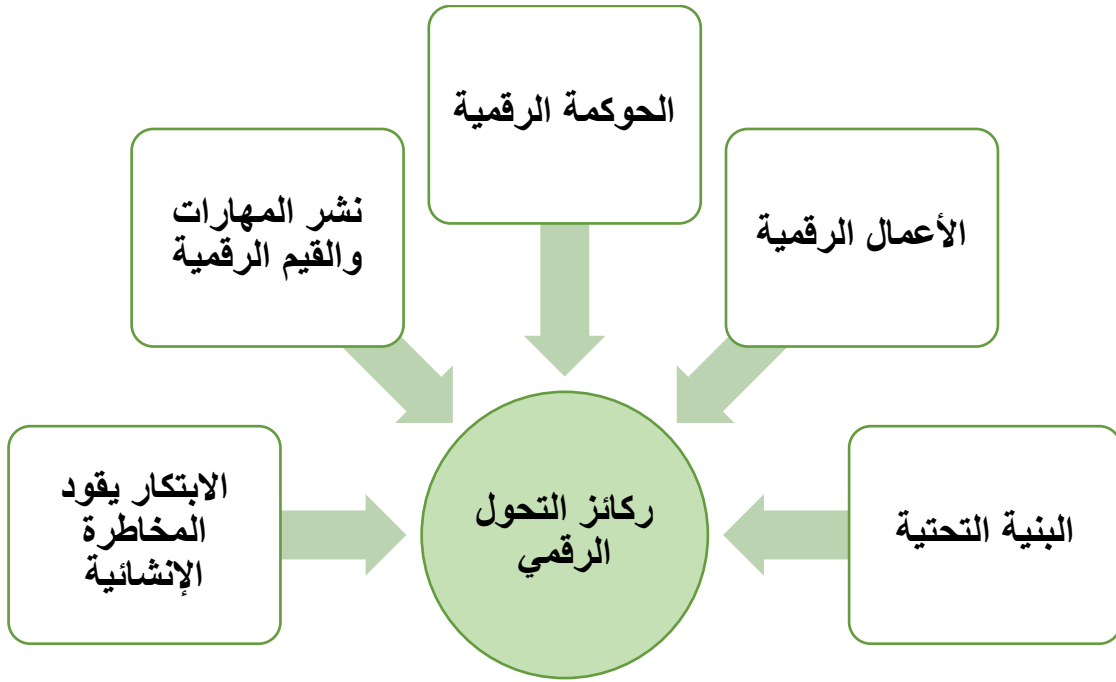 الحوكمة الرقمية
الأعمال الرقمية
نشر المهارات
والقيم الرقمية
البنية التحتية
الابتكار يقود
المخاطرة
الإنشائية
ركائز التحول
الرقمي